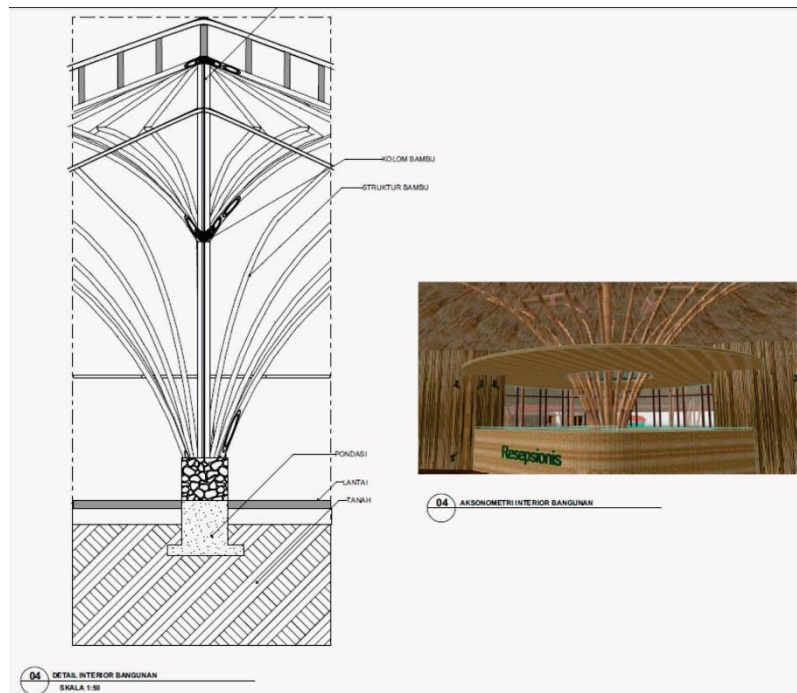 KOLOM BAMBU
STRUKTUR BAMBU
Resepsionis
PONDASI
LANTAI
TANAH
04 AKSONOMETRI INTERIOR BANGUNAN
04 DETAIL INTERIOR BANGUNAN
SKALA 1:50